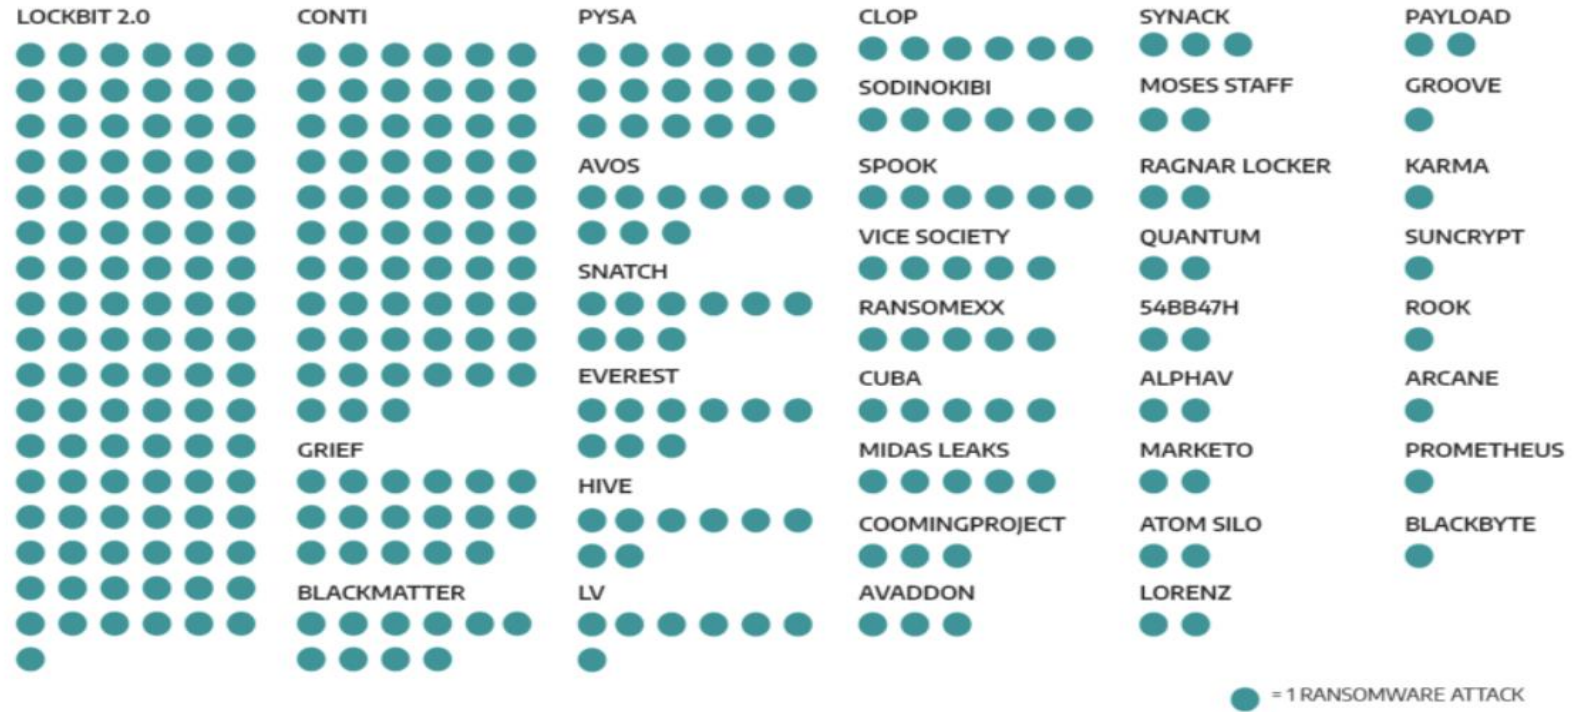 LOCKBIT 2.0
CONTI
GRIEF
BLACKMATTER
PYSA
AVOS
SNATCH
EVEREST
HIVE
LV
CLOP
SODINOKIBI
SPOOK
VICE SOCIETY
RANSOMEXX
CUBA
MIDAS LEAKS
COOMINGPROJECT
AVADDON
SYNACK
MOSES STAFF
RAGNAR LOCKER
QUANTUM
54BB47H
ALPHAV
MARKETO
ATOM SILO
LORENZ
PAYLOAD
GROOVE
KARMA
SUNCRYPT
ROOK
ARCANE
PROMETHEUS
BLACKBYTE
= 1 RANSOMWARE ATTACK